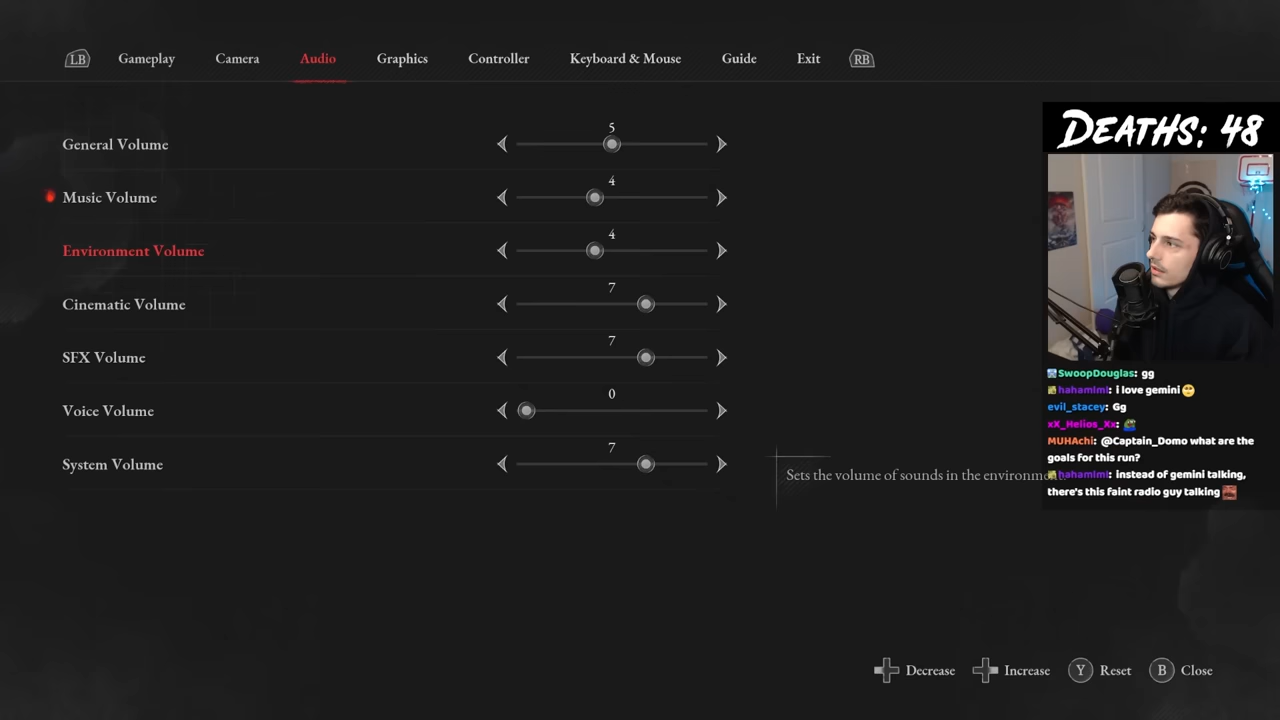 LB Gameplay Camera Audio Graphics Controller Keyboard & Mouse Guide Exit RB
General Volume 5
Music Volume 4
Environment Volume 4
Cinematic Volume 7
SFX Volume 7
Voice Volume 0
System Volume 7
Sets the volume of sounds in the environm
DEATHS: 48
SwoopDouglas: gg
hahamimi: i love gemini
evil_stacey: Gg
xX_Helios_Xx:
MUHAchi: @Captain_Domo what are the
goals for this run?
hahamimi: instead of gemini talking,
there's this faint radio guy talking
Decrease Increase Y Reset B Close